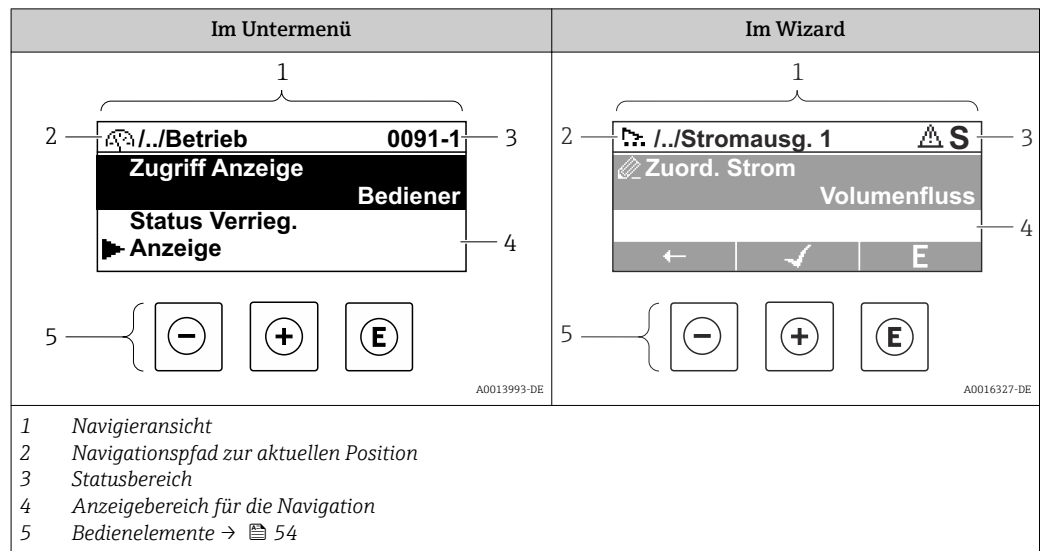 Im Untermenü
Im Wizard
1
2
/../Betrieb 0091-1
3
Zugriff Anzeige
Bediener
Status Verrieg.
Anzeige
4
5
- + E
A0013993-DE
1
2
/../Stromausg. 1 S
3
Zuord. Strom
Volumenfluss
4
← ✓ E
5
- + E
A0016327-DE
1 Navigieransicht
2 Navigationspfad zur aktuellen Position
3 Statusbereich
4 Anzeigebereich für die Navigation
5 Bedienelemente → 54